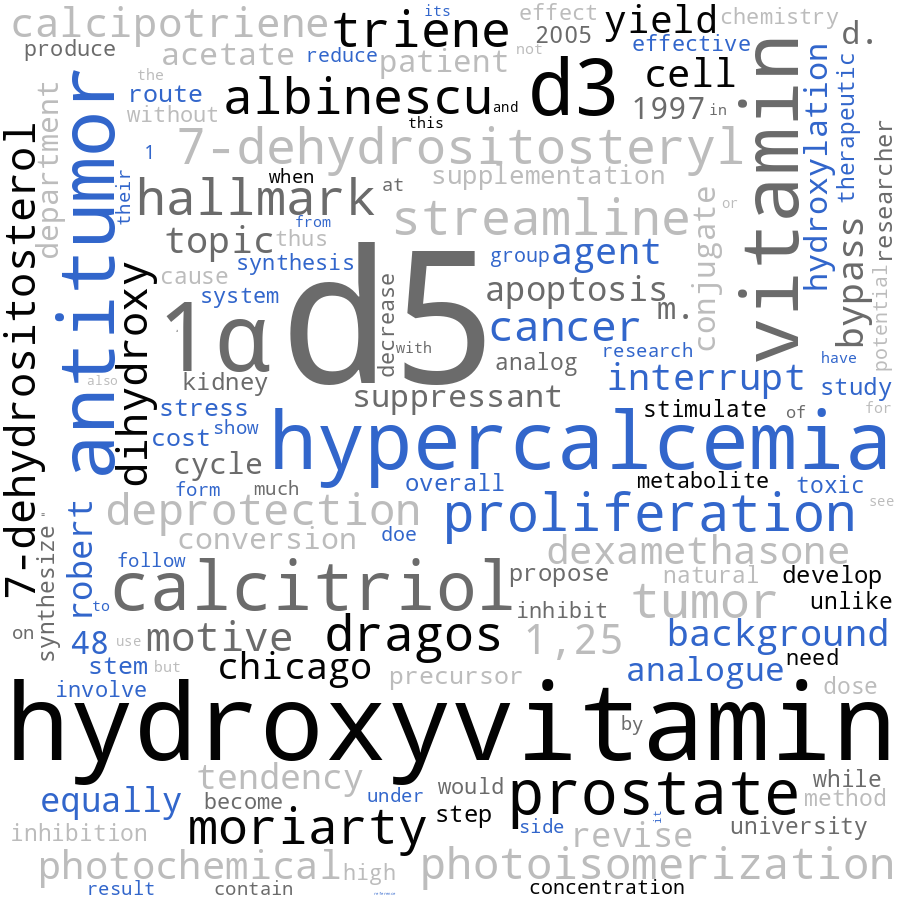 calcipotriene
triene
its
effect
yield
chemistry
produce
acetate
reduce
patient
not
2005
effective
d.
the
route
without
albinescu
and
this
d3
cell
1997
in
vitamin
hydroxylation
therapeutic
researcher
department
antitumor
1
7-dehydrositosteryl
when
at
supplementation
or
7-dehydrositosterol
their
hallmark
from
streamline
conjugate
bypass
topic
thus
synthesis
group
agent
cause
system
dihydroxy
1α
d5
decrease
with
apoptosis
m.
cancer
potential
analog
research
have
also
kidney
suppressant
interrupt
study
stress
stimulate
of
for
cost
show
hypercalcemia
cycle
form
much
overall
metabolite
toxic
see
deprotection
proliferation
robert
synthesize
conversion
doe
dexamethasone
follow
calcitriol
propose
natural
develop
to
inhibit
tumor
unlike
on
48
use
motive
dragos
1,25
background
stem
but
chicago
precursor
analogue
need
involve
dose
hydroxyvitamin
by
tendency
would
prostate
while
equally
become
under
step
method
inhibition
moriarty
side
it
revise
university
photochemical
high
photoisomerization
result
contain
concentration